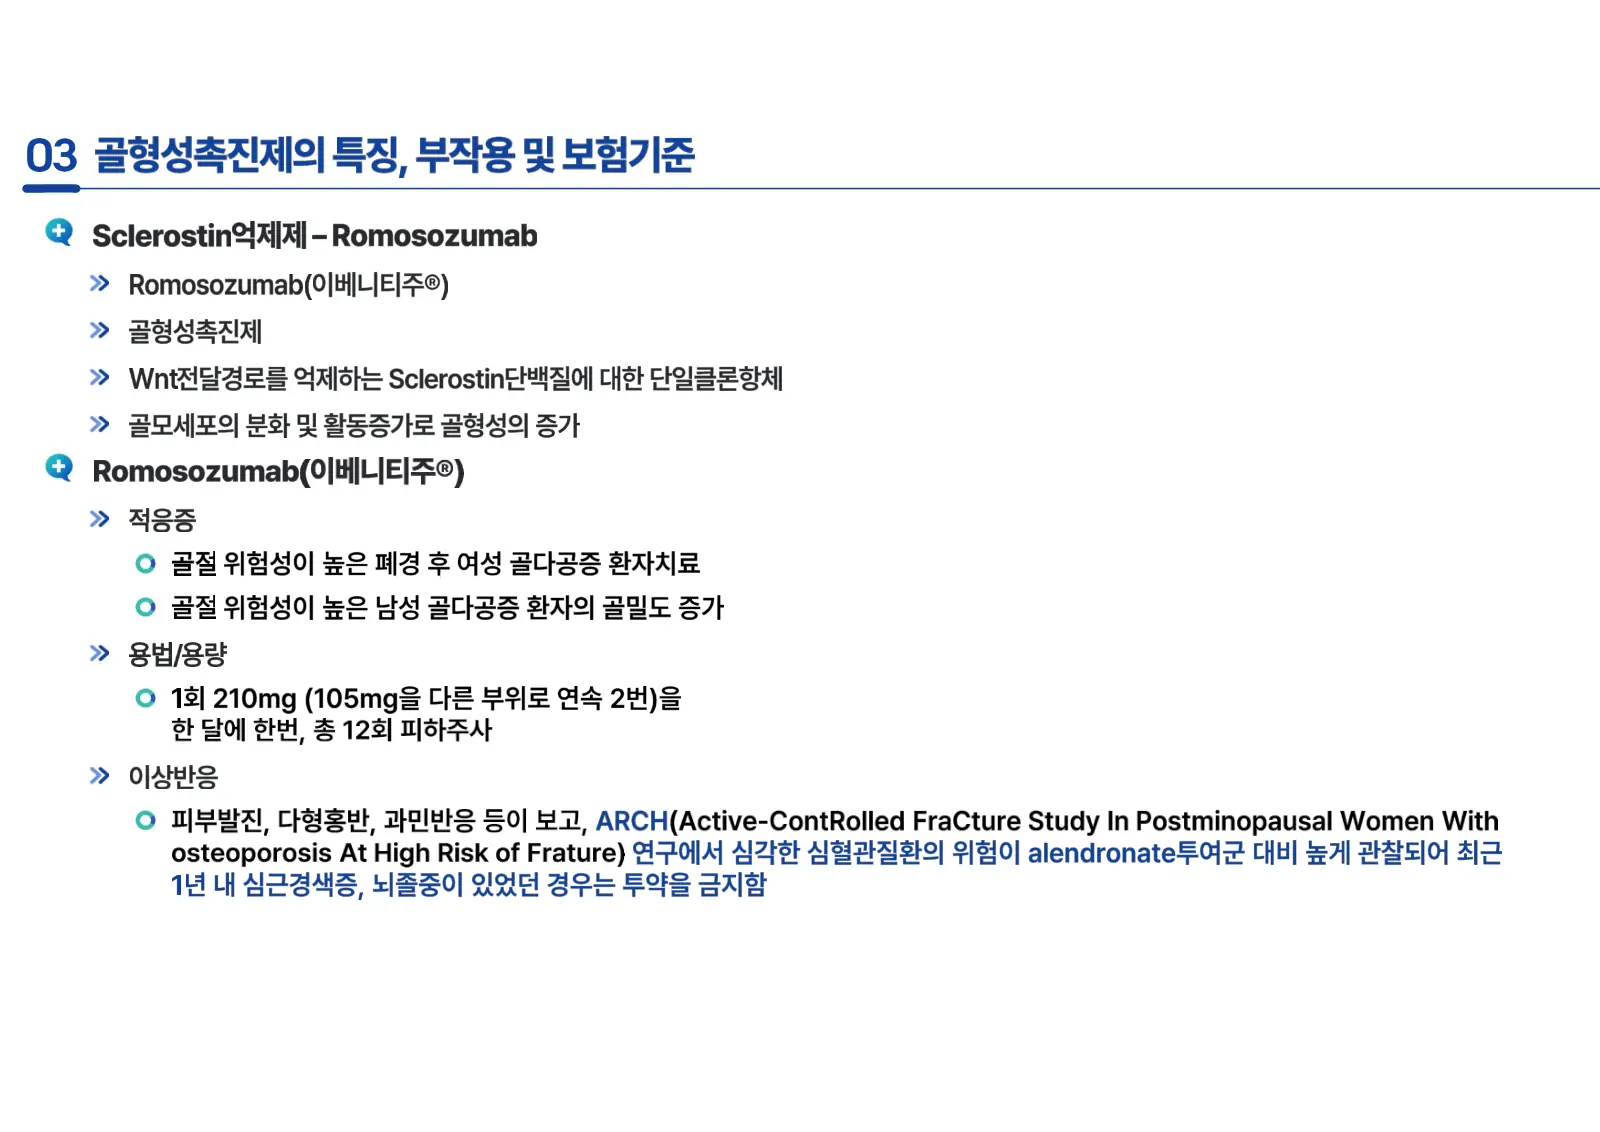 03 골형성촉진제의 특징, 부작용 및 보험기준
Sclerostin억제제 – Romosozumab
Romosozumab(이베니티주®)
골형성촉진제
Wnt전달경로를 억제하는 Sclerostin단백질에 대한 단일클론항체
골모세포의 분화 및 활동증가로 골형성의 증가
Romosozumab(이베니티주®)
적응증
골절 위험성이 높은 폐경 후 여성 골다공증 환자치료
골절 위험성이 높은 남성 골다공증 환자의 골밀도 증가
용법/용량
1회 210mg (105mg을 다른 부위로 연속 2번)을
한 달에 한번, 총 12회 피하주사
이상반응
피부발진, 다형홍반, 과민반응 등이 보고, ARCH(Active-ContRolled FraCture Study In Postminopausal Women With
osteoporosis At High Risk of Frature) 연구에서 심각한 심혈관질환의 위험이 alendronate투여군 대비 높게 관찰되어 최근
1년 내 심근경색증, 뇌졸중이 있었던 경우는 투약을 금지함